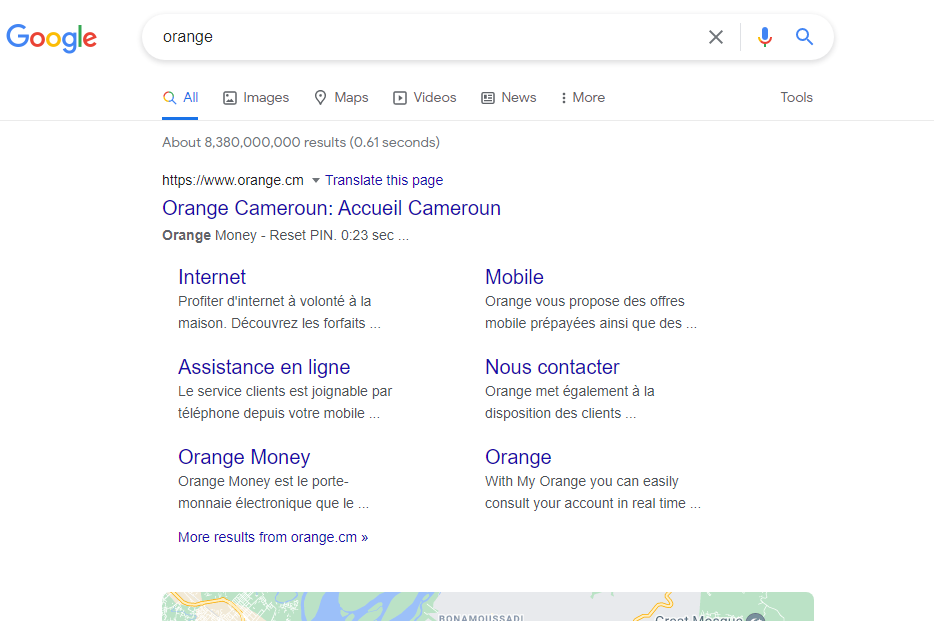 Google
orange
All Images Maps Videos News More Tools
About 8,380,000,000 results (0.61 seconds)
https://www.orange.cm Translate this page
Orange Cameroun: Accueil Cameroun
Orange Money - Reset PIN. 0:23 sec ...
Internet
Profiter d'internet à volonté à la
maison. Découvrez les forfaits ...
Mobile
Orange vous propose des offres
mobile prépayées ainsi que des ...
Assistance en ligne
Le service clients est joignable par
téléphone depuis votre mobile ...
Nous contacter
Orange met également à la
disposition des clients ...
Orange Money
Orange Money est le porte-
monnaie électronique que le ...
Orange
With My Orange you can easily
consult your account in real time ...
More results from orange.cm »
BONAMOUSSADI
Great Mosque